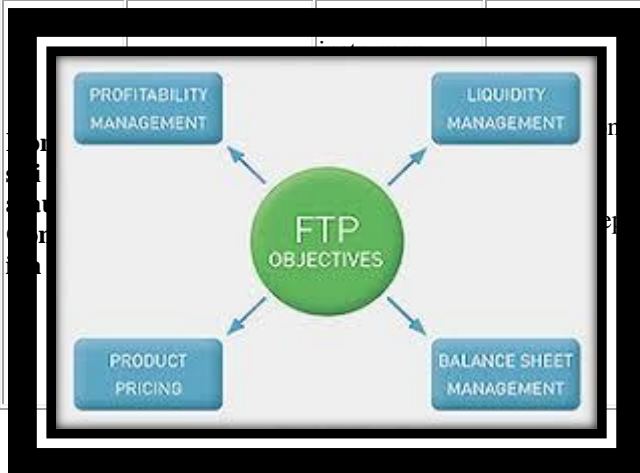 PROFITABILITY
MANAGEMENT
LIQUIDITY
MANAGEMENT
FTP
OBJECTIVES
PRODUCT
PRICING
BALANCE SHEET
MANAGEMENT